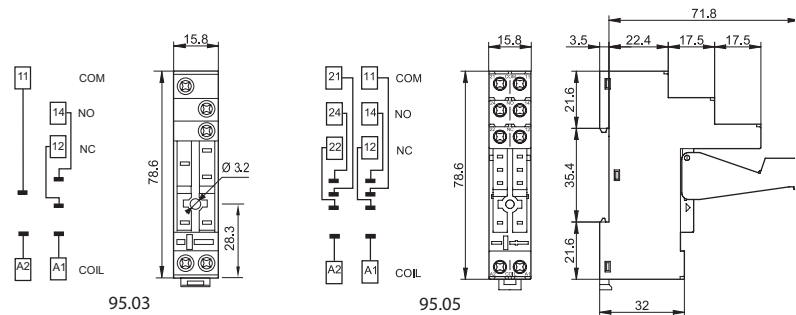 15.8
11 COM
14 NO
12 NC
78.6
Ø 3.2
28.3
A2 A1 COIL
95.03
15.8
21 11 COM
24 14 NO
22 12 NC
78.6
A2 A1 COIL
95.05
71.8
3.5 22.4 17.5 17.5
21.6
35.4
21.6
32